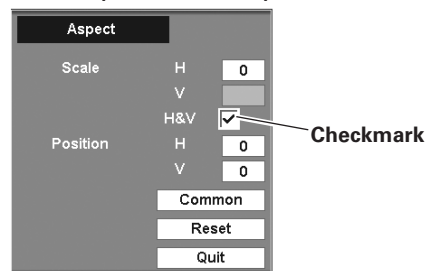 Aspect
Scale H 0
V
H&V
Checkmark
Position H 0
V 0
Common
Reset
Quit